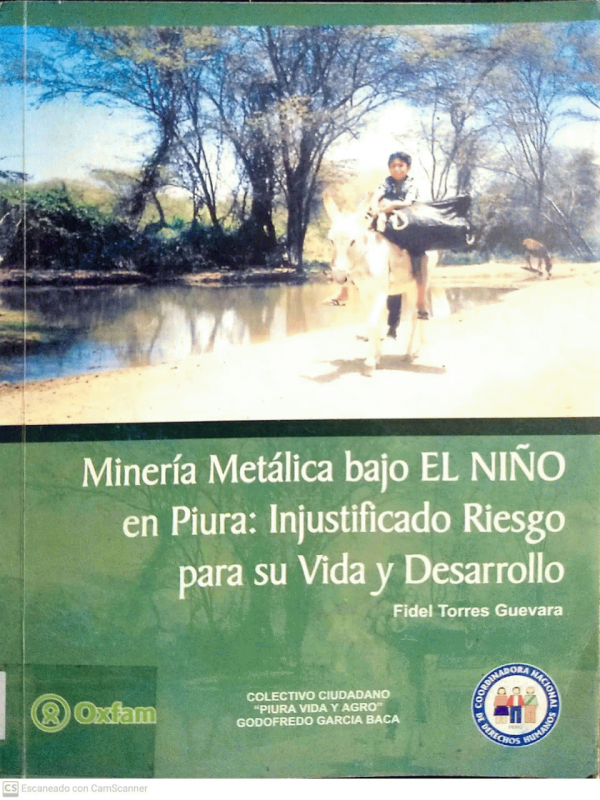 Minería Metálica bajo EL NIÑO
en Piura: Injustificado Riesgo
para su Vida y Desarrollo
Fidel Torres Guevara
Oxfam
COLECTIVO CIUDADANO
"PIURA VIDA Y AGRO"
GODOFREDO GARCIA BACA
COORDINADORA NACIONAL
DE DERECHOS HUMANOS
PERÚ
CS Escaneado con CamScanner